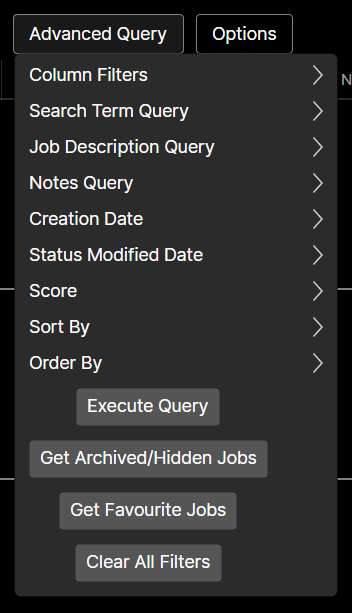 Advanced Query Options
Column Filters
N
Search Term Query
Job Description Query
Notes Query
Creation Date
Status Modified Date
Score
Sort By
Order By
Execute Query
Get Archived/Hidden Jobs
Get Favourite Jobs
Clear All Filters